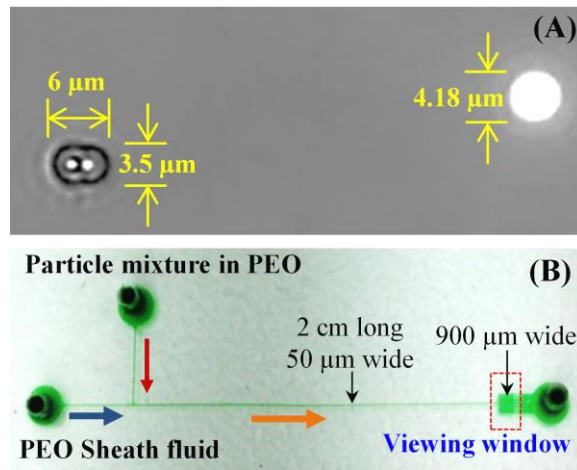 (A)
6 µm
4.18 µm
3.5 µm
(B)
Particle mixture in PEO
2 cm long
50 µm wide
900 µm wide
PEO Sheath fluid
Viewing window